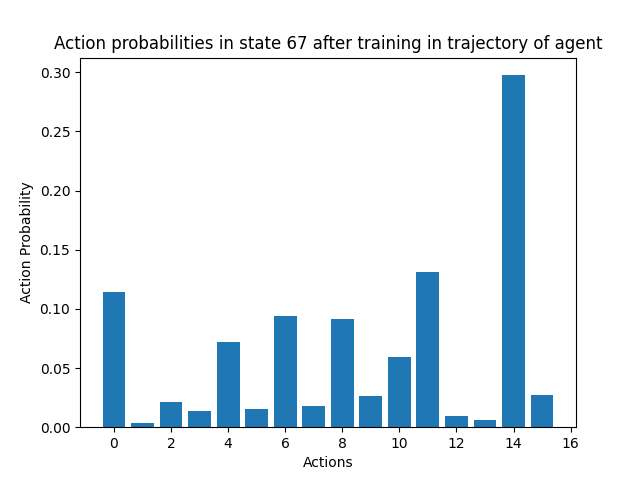 Action probabilities in state 67 after training in trajectory of agent
0.30
0.25
0.20
0.15
0.10
0.05
0.00
Action Probability
0 2 4 6 8 10 12 14 16
Actions